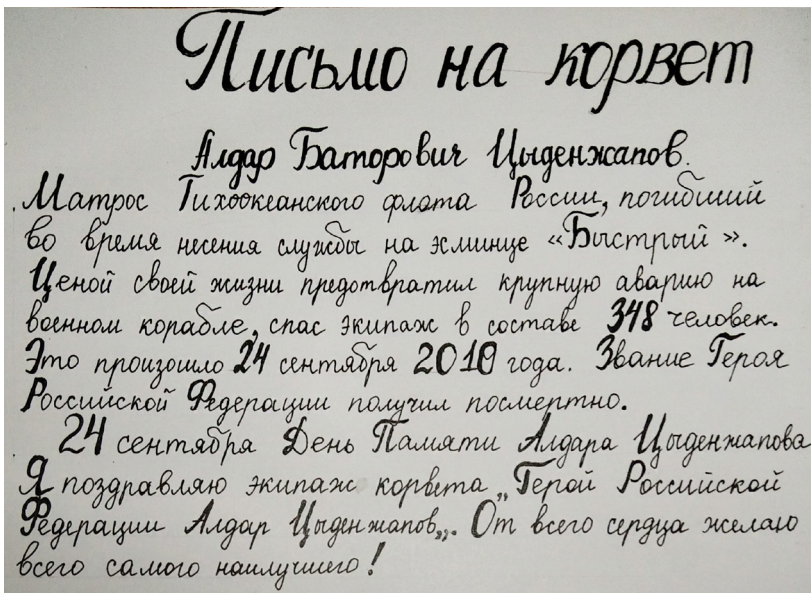 Письмо на корвет
Алдар Баторович Цыденжапов.
Матрос Тихоокеанского флота России, погибший
во время несения службы на эсминце «Быстрый».
Ценой своей жизни предотвратил крупную аварию на
военном корабле, спас экипаж в составе 348 человек.
Это произошло 24 сентября 2010 года. Звание Героя
Российской Федерации получил посмертно.
24 сентября День Памяти Алдара Цыденжапова
Я поздравляю экипаж корвета „Герой Российской
Федерации Алдар Цыденжапов„. От всего сердца желаю
всего самого наилучшего!